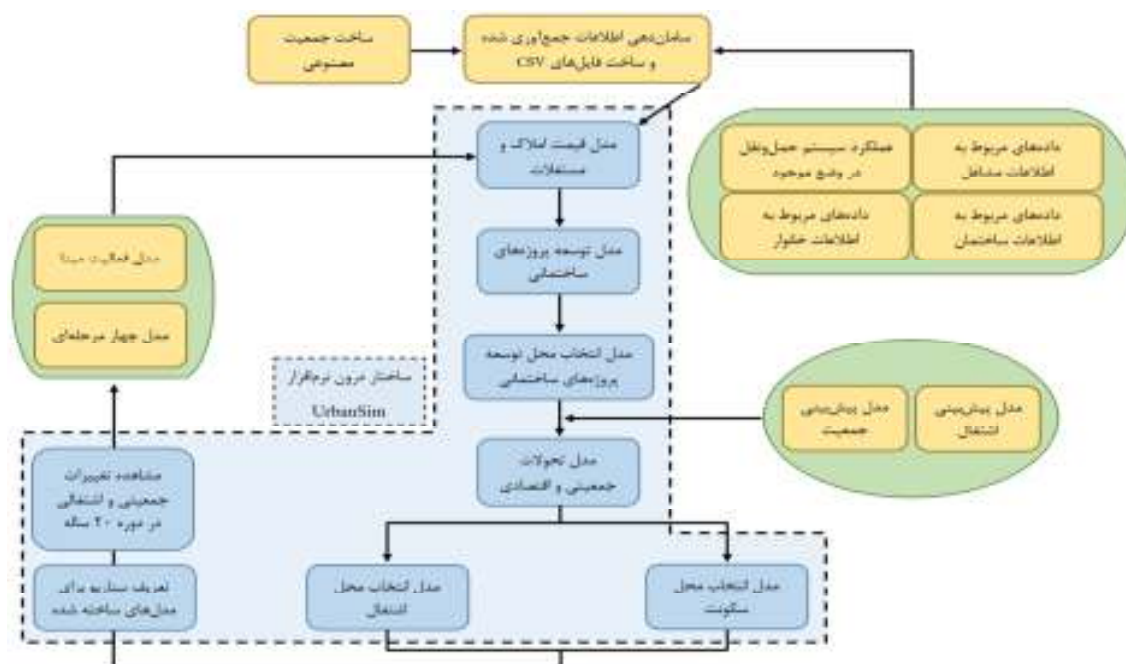 ساخت جمعیت
مصنوعی
سامان‌دهی اطلاعات جمع‌آوری شده
و ساخت فایل‌های CSV
مدل قیمت املاک و
مستغلات
عملکرد سیستم حمل‌ونقل
در وضع موجود
داده‌های مربوط به
اطلاعات مشاغل
داده‌های مربوط به
اطلاعات خانوار
داده‌های مربوط به
اطلاعات ساختمان
مدل فعالیت مبنا
مدل چهار مرحله‌ای
مدل توسعه پروژه‌های
ساختمانی
مدل انتخاب محل توسعه
پروژه‌های ساختمانی
ساختار درون نرم‌افزار
UrbanSim
مدل پیش‌بینی
جمعیت
مدل پیش‌بینی
اشتغال
مدل تحولات
جمعیتی و اقتصادی
مشاهده تغییرات
جمعیتی و اشتغالی
در دوره ۲۰ ساله
تعریف سناریو برای
مدل‌های ساخته شده
مدل انتخاب محل
اشتغال
مدل انتخاب محل
سکونت